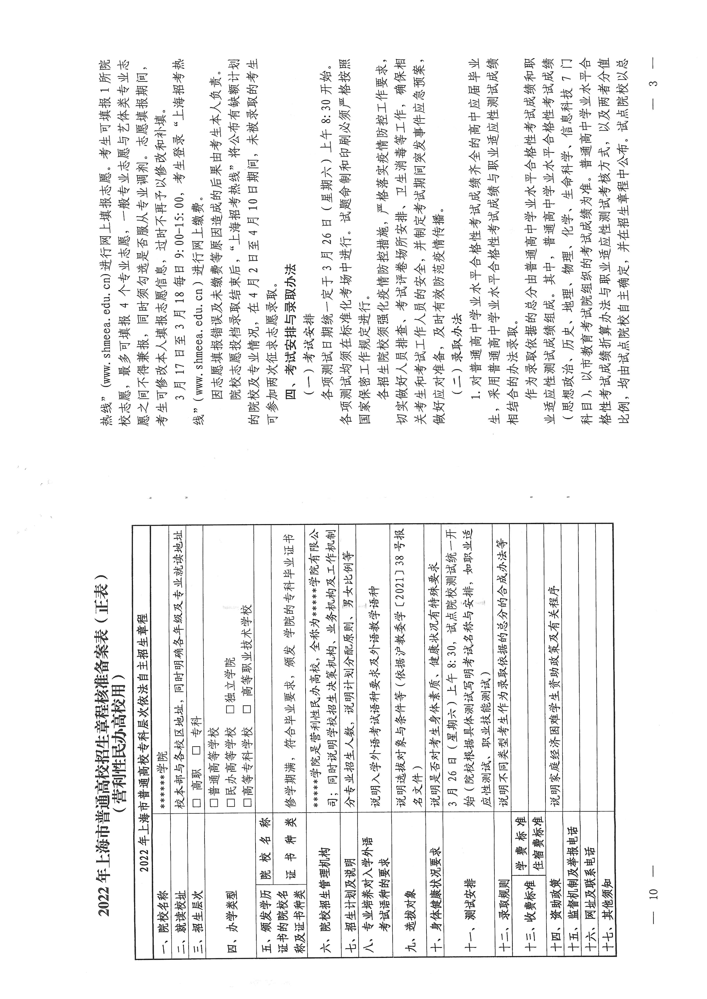 2022年上海市普通高校招生章程核准备案表（正表）
（营利性民办高校用）
2022年上海市普通高校专科层次依法自主招生章程
一、院校名称
******学院
二、就读校址
校本部与各校区地址，同时明确各年级及专业就读地址
三、招生层次
□ 高职 □ 专科
四、办学类型
□普通高等学校
□民办高等学校 □独立学院
□高等专科学校 □ 高等职业技术学校
五、颁发学历
证书的院校名
称及证书种类
院校名称
证书种类
修学期满，符合毕业要求，颁发 学院的专科毕业证书
六、院校招生管理机构
*****学院是营利性民办高校，全称为*****学院有限公
司；同时说明学校招生决策机构、业务机构及工作机制
七、招生计划及说明
分专业招生人数，说明计划分配原则、男女比例等
八、专业培养对入学外语
考试语种的要求
说明入学外语考试语种要求及外语教学语种
九、选拔对象
说明选拔对象与条件等（依据沪教委学〔2021〕38号报
名文件）
十、身体健康状况要求
说明是否对考生身体素质、健康状况有特殊要求
十一、测试安排
3月26日（星期六）上午8:30，试点院校测试统一开
始（院校根据具体测试写明考试名称与安排，如职业适
应性测试、职业技能测试）
十二、录取规则
说明不同类型考生作为录取依据的总分的合成办法等
十三、收费标准
学费标准
住宿费标准
十四、资助政策
说明家庭经济困难学生资助政策及有关程序
十五、监督机制及举报电话
十六、网址及联系电话
十七、其他须知
— 10 —
热线”(www.shmeea.edu.cn)进行网上填报志愿。考生可填报1所院
校志愿，最多可填报4个专业志愿，一般专业志愿与艺体类专业志
愿之间不得兼报，同时须勾选是否服从专业调剂。志愿填报期间，
考生可修改本人填报志愿信息，过时不再予以修改和补填。
3月17日至3月18每日9:00-15:00，考生登录“上海招考热
线”(www.shmeea.edu.cn)进行网上缴费。
因志愿填报错误及未缴费等原因造成的后果由考生本人负责。
院校志愿投档录取结束后，“上海招考热线”将公布有缺额计划
的院校及专业情况，在4月2日至4月10日期间，未被录取的考生
可参加两次征求志愿录取。
四、考试安排与录取办法
（一）考试安排
各项测试日期统一定于3月26日（星期六）上午8:30开始。
各项测试均须在标准化考场中进行。试题命制和印刷必须严格按照
国家保密工作规定进行。
各招生院校须强化疫情防控措施，严格落实疫情防控工作要求，
切实做好人员排查、考试评卷场所安排、卫生消毒等工作，确保相
关考生和考试工作人员的安全，并制定考试期间突发事件应急预案，
做好应对准备，及时有效防范疫情传播。
（二）录取办法
1.对普通高中学业水平合格性考试成绩齐全的高中应届毕业
生，采用普通高中学业水平合格性考试成绩与职业适应性测试成绩
相结合的办法录取。
作为录取依据的总分由普通高中学业水平合格性考试成绩和职
业适应性测试成绩组成。其中，普通高中学业水平合格性考试成绩
（思想政治、历史、地理、物理、化学、生命科学、信息科技7门
科目），以市教育考试院组织的考试成绩为准。普通高中学业水平合
格性考试成绩折算办法与职业适应性测试考核方式，以及两者分值
比例，均由试点院校自主确定，并在招生章程中公布。试点院校以总
— 3 —